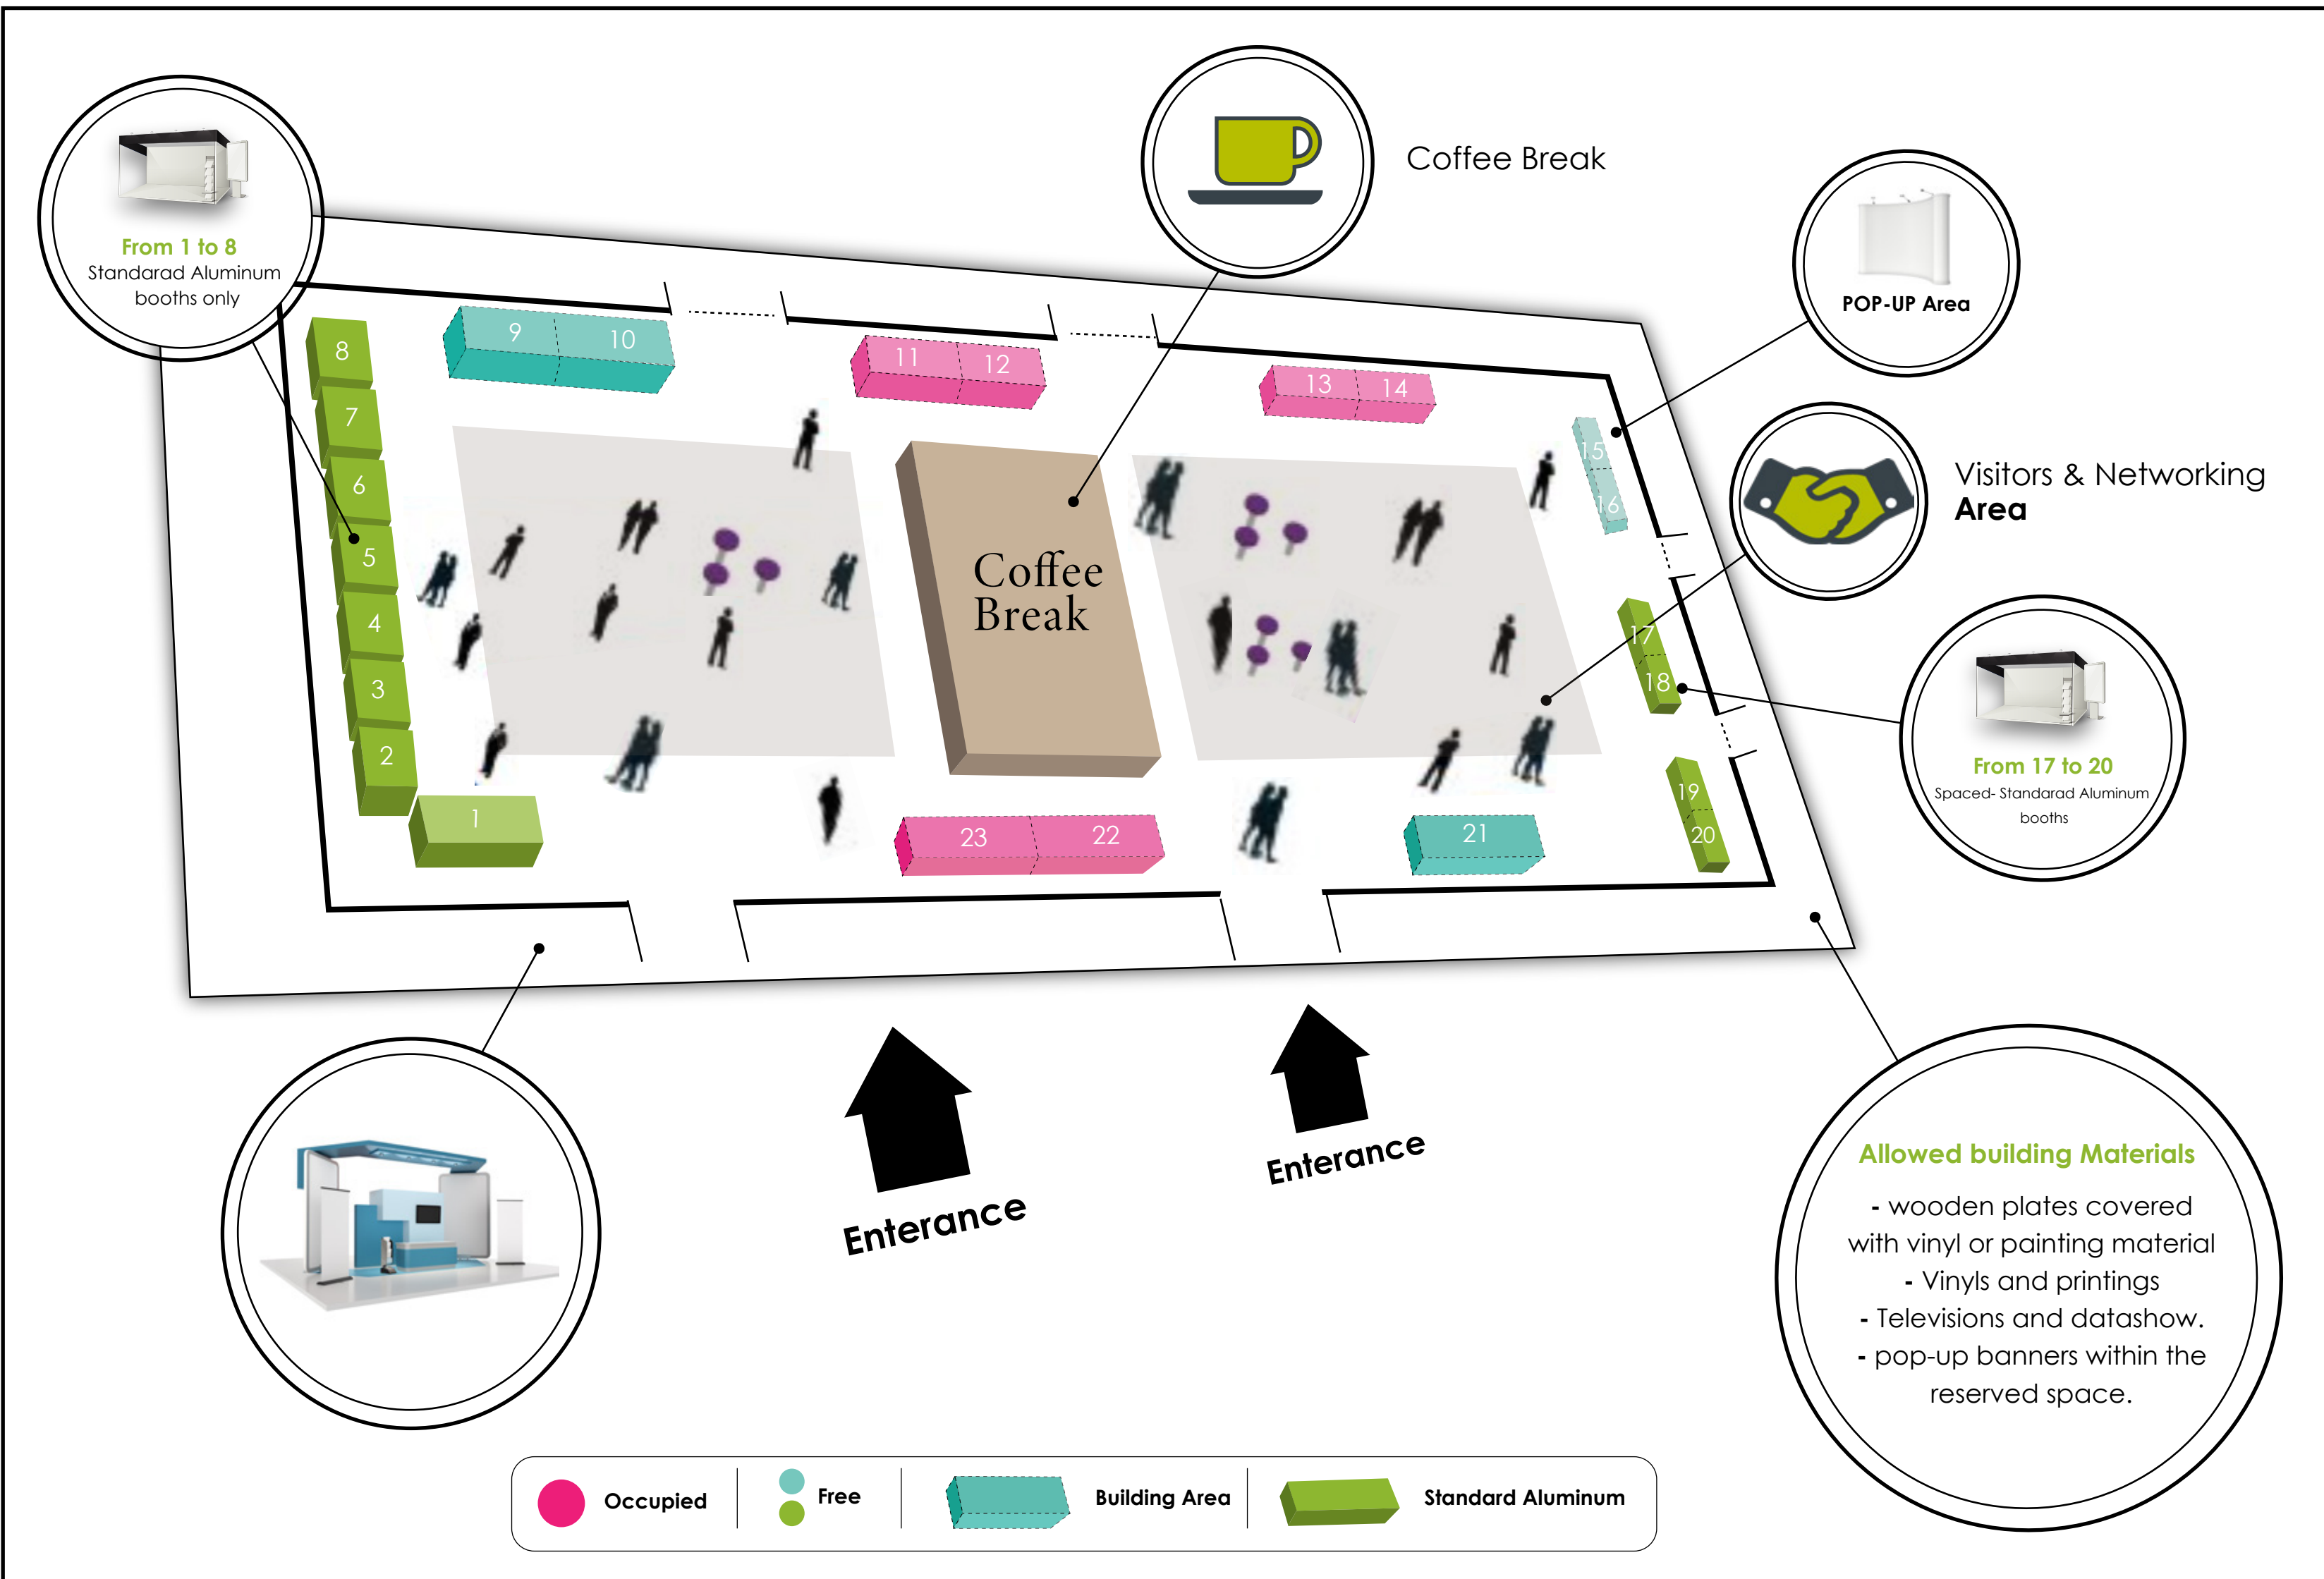 Coffee Break
From 1 to 8
Standarad Aluminum
booths only
POP-UP Area
8
9
10
11
12
13
14
7
15
6
16
Visitors & Networking
Area
5
Coffee
Break
4
17
3
18
2
From 17 to 20
Spaced- Standarad Aluminum
booths
1
23
22
21
19
20
Enterance
Enterance
Allowed building Materials
- wooden plates covered
with vinyl or painting material
- Vinyls and printings
- Televisions and datashow.
- pop-up banners within the
reserved space.
Occupied
Free
Building Area
Standard Aluminum